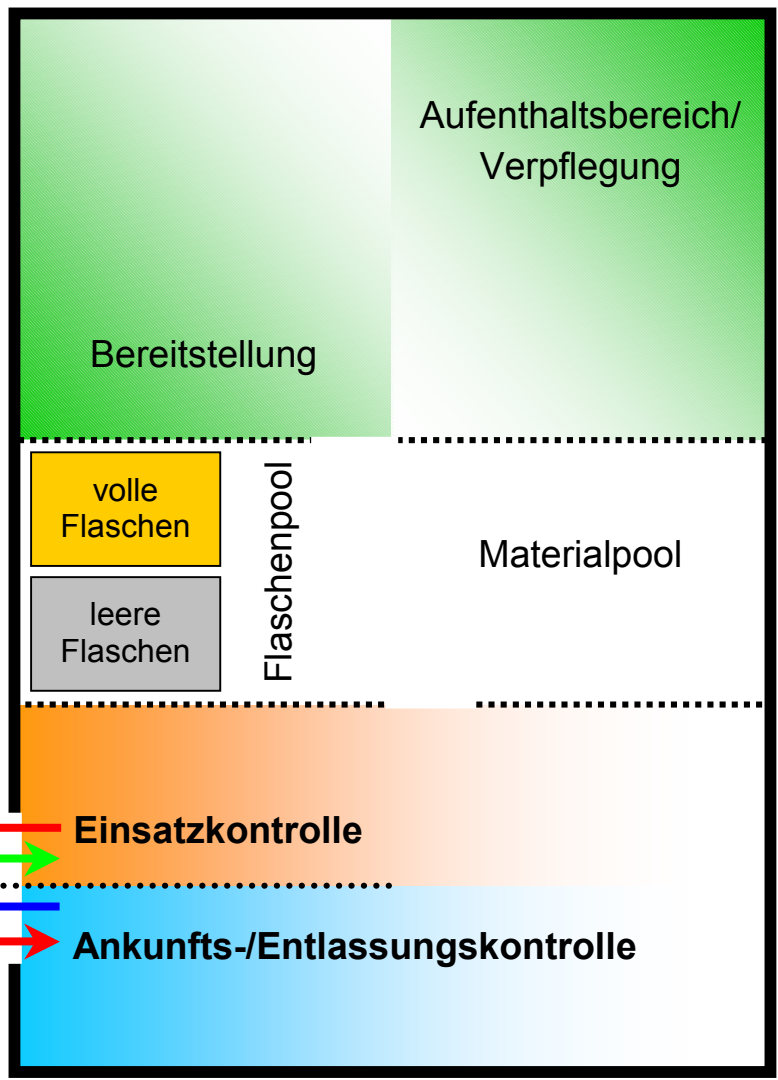 Aufenthaltsbereich/
Verpflegung
Bereitstellung
volle
Flaschen
leere
Flaschen
Flaschenpool
Materialpool
Einsatzkontrolle
Ankunfts-/Entlassungskontrolle